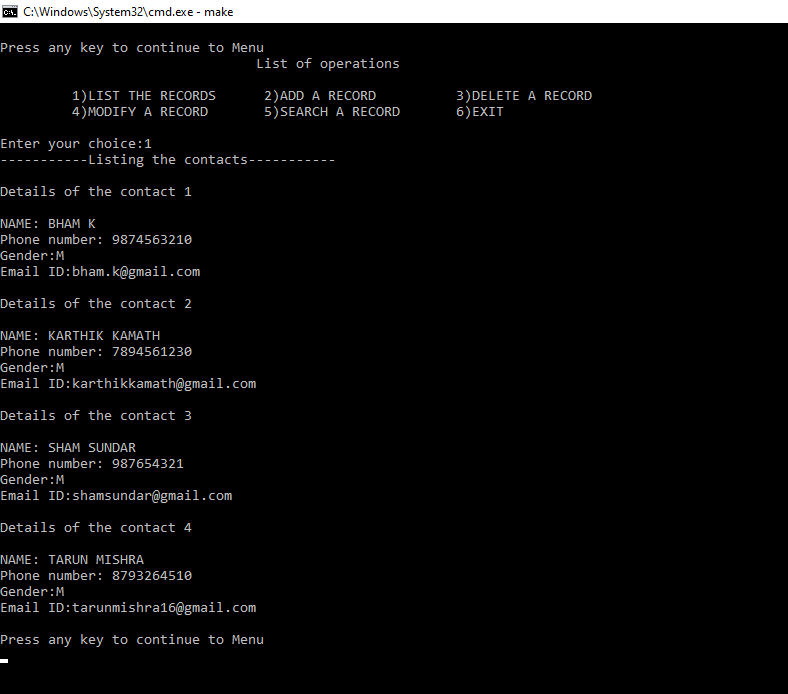 C:\Windows\System32\cmd.exe - make
Press any key to continue to Menu
List of operations
1)LIST THE RECORDS 2)ADD A RECORD 3)DELETE A RECORD
4)MODIFY A RECORD 5)SEARCH A RECORD 6)EXIT
Enter your choice:1
-----------Listing the contacts-----------
Details of the contact 1
NAME: BHAM K
Phone number: 9874563210
Gender:M
Email ID:bham.k@gmail.com
Details of the contact 2
NAME: KARTHIK KAMATH
Phone number: 7894561230
Gender:M
Email ID:karthikkamath@gmail.com
Details of the contact 3
NAME: SHAM SUNDAR
Phone number: 987654321
Gender:M
Email ID:shamsundar@gmail.com
Details of the contact 4
NAME: TARUN MISHRA
Phone number: 8793264510
Gender:M
Email ID:tarunmishra16@gmail.com
Press any key to continue to Menu